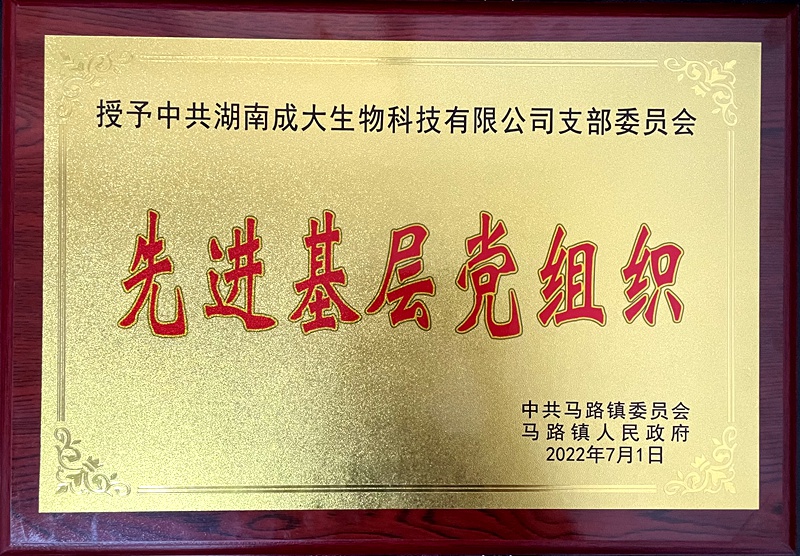 授予中共湖南成大生物科技有限公司支部委员会
先进基层党组织
中共马路镇委员会
马路镇人民政府
2022年7月1日